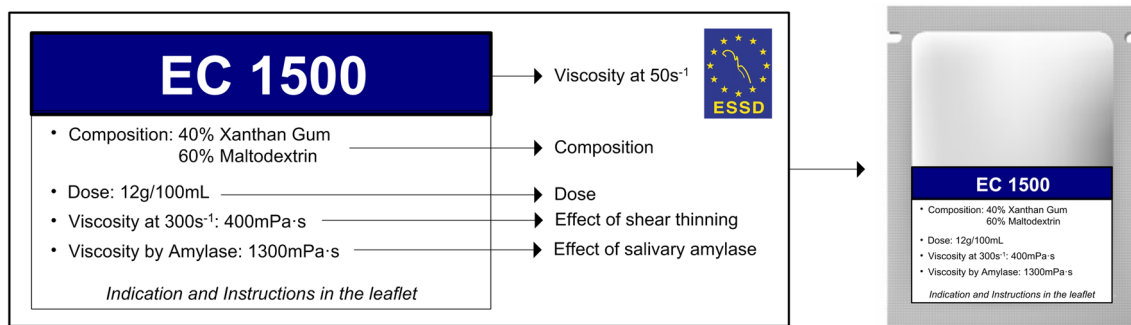 EC 1500
Viscosity at 50s⁻¹
ESSD
• Composition: 40% Xanthan Gum
60% Maltodextrin
Composition
• Dose: 12g/100mL
Dose
• Viscosity at 300s⁻¹: 400mPa·s
Effect of shear thinning
• Viscosity by Amylase: 1300mPa·s
Effect of salivary amylase
Indication and Instructions in the leaflet
EC 1500
• Composition: 40% Xanthan Gum
60% Maltodextrin
• Dose: 12g/100mL
• Viscosity at 300s⁻¹: 400mPa·s
• Viscosity by Amylase: 1300mPa·s
Indication and Instructions in the leaflet